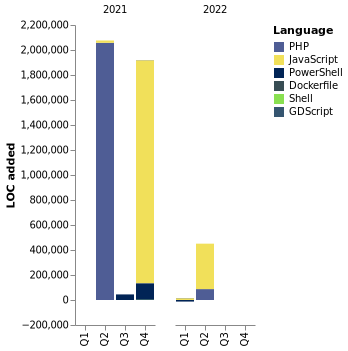 2021 2022
Language
PHP
JavaScript
PowerShell
Dockerfile
Shell
GDScript
LOC added
2,200,000
2,000,000
1,800,000
1,600,000
1,400,000
1,200,000
1,000,000
800,000
600,000
400,000
200,000
0
−200,000
Q1 Q2 Q3 Q4 Q1 Q2 Q3 Q4